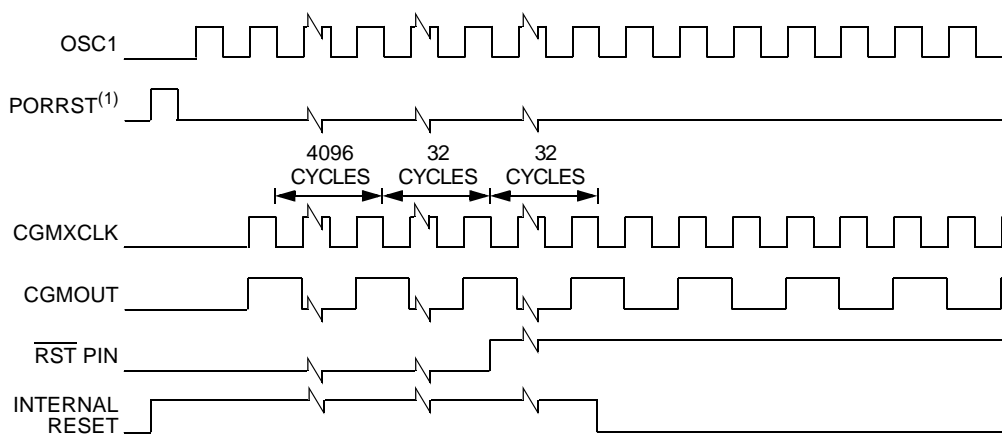 OSC1
PORRST(1)
4096
CYCLES
32
CYCLES
32
CYCLES
CGMXCLK
CGMOUT
RST PIN
INTERNAL
RESET